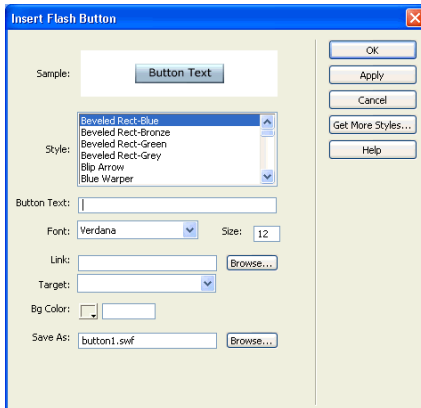 Insert Flash Button
Sample:
Button Text
Style:
Beveled Rect-Blue
Beveled Rect-Bronze
Beveled Rect-Green
Beveled Rect-Grey
Blip Arrow
Blue Warper
Button Text:
Font: Verdana Size: 12
Link: Browse...
Target:
Bg Color:
Save As: button1.swf Browse...
OK
Apply
Cancel
Get More Styles...
Help